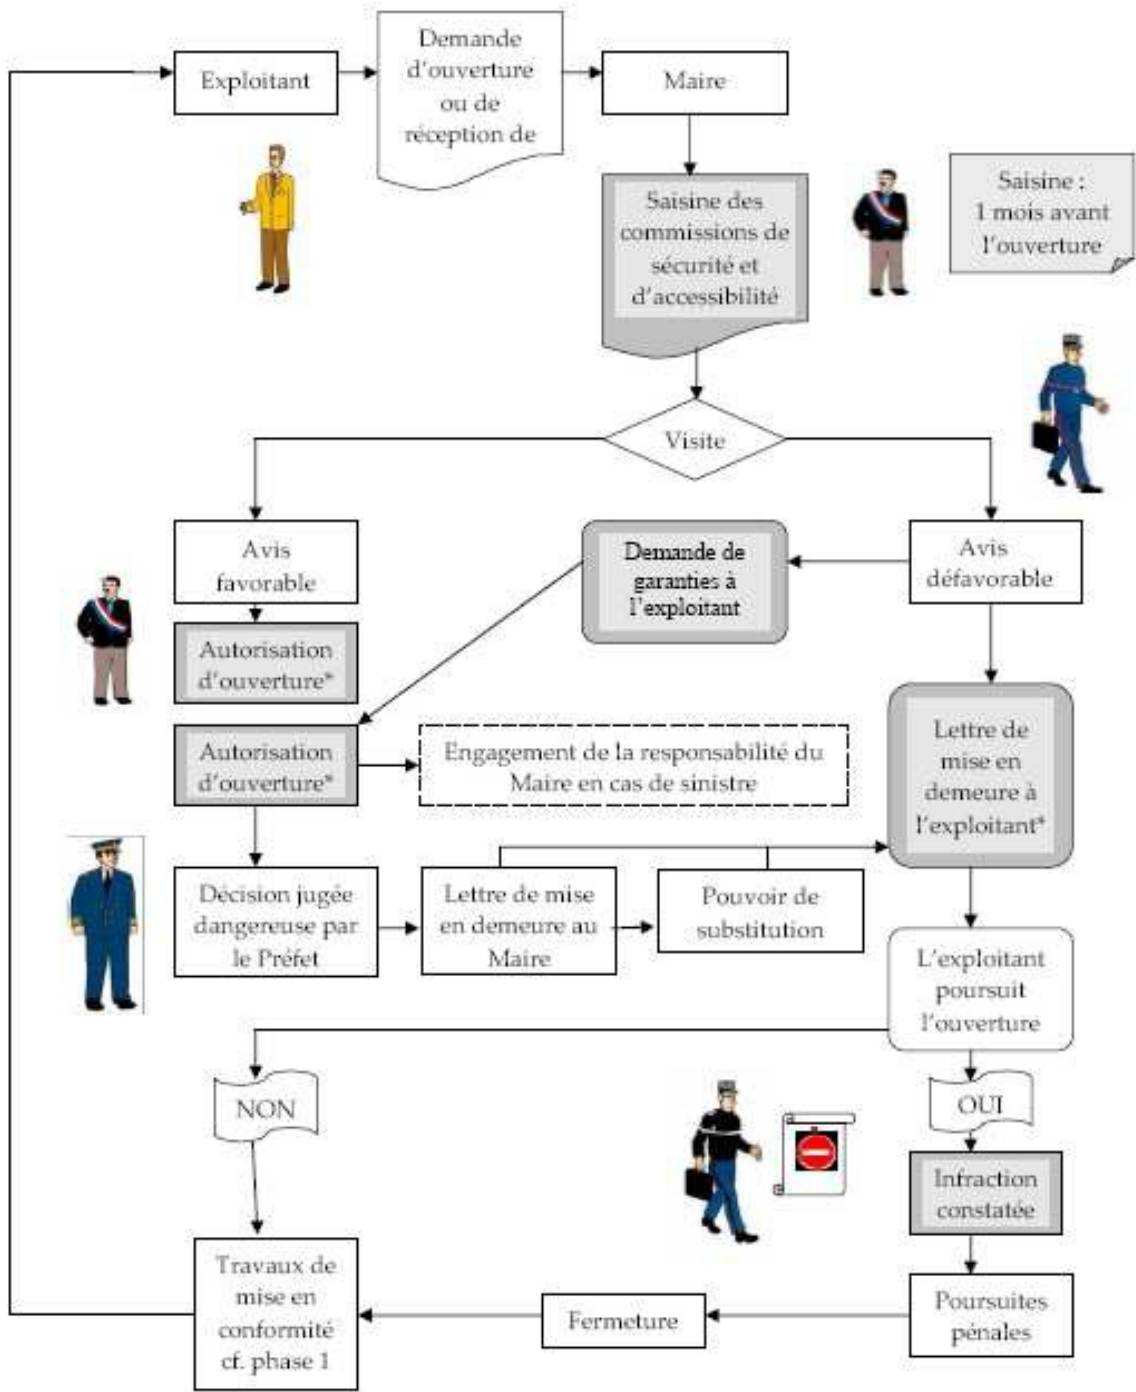 Exploitant
Demande
d'ouverture
ou de
réception de
Maire
Saisine des
commissions de
sécurité et
d'accessibilité
Saisine :
1 mois avant
l'ouverture
Visite
Avis
favorable
Demande de
garanties à
l'exploitant
Avis
défavorable
Autorisation
d'ouverture*
Autorisation
d'ouverture*
Engagement de la responsabilité du
Maire en cas de sinistre
Lettre de
mise en
demeure à
l'exploitant*
Décision jugée
dangereuse par
le Préfet
Lettre de mise
en demeure au
Maire
Pouvoir de
substitution
L'exploitant
poursuit
l'ouverture
NON
OUI
Infraction
constatée
Travaux de
mise en
conformité
cf. phase 1
Fermeture
Poursuites
pénales